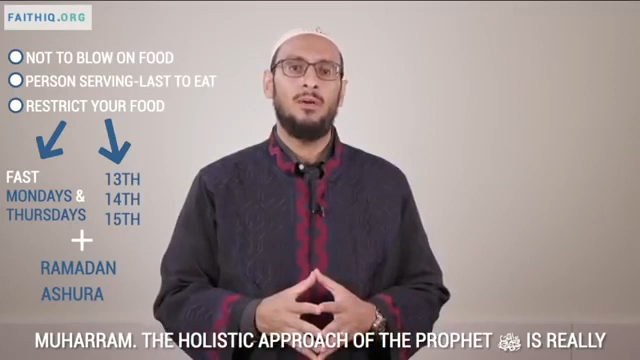 FAITHIQ.ORG
NOT TO BLOW ON FOOD
PERSON SERVING-LAST TO EAT
RESTRICT YOUR FOOD
FAST
MONDAYS &
THURSDAYS
13TH
14TH
15TH
+
RAMADAN
ASHURA
MUHARRAM. THE HOLISTIC APPROACH OF THE PROPHET ﷺ IS REALLY